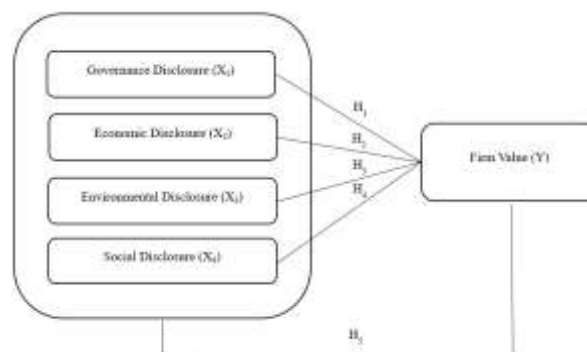 Governance Disclosure (X₁)
H₁
Economic Disclosure (X₂)
H₂
Firm Value (Y)
H₃
Environmental Disclosure (X₃)
H₄
Social Disclosure (X₄)
H₅